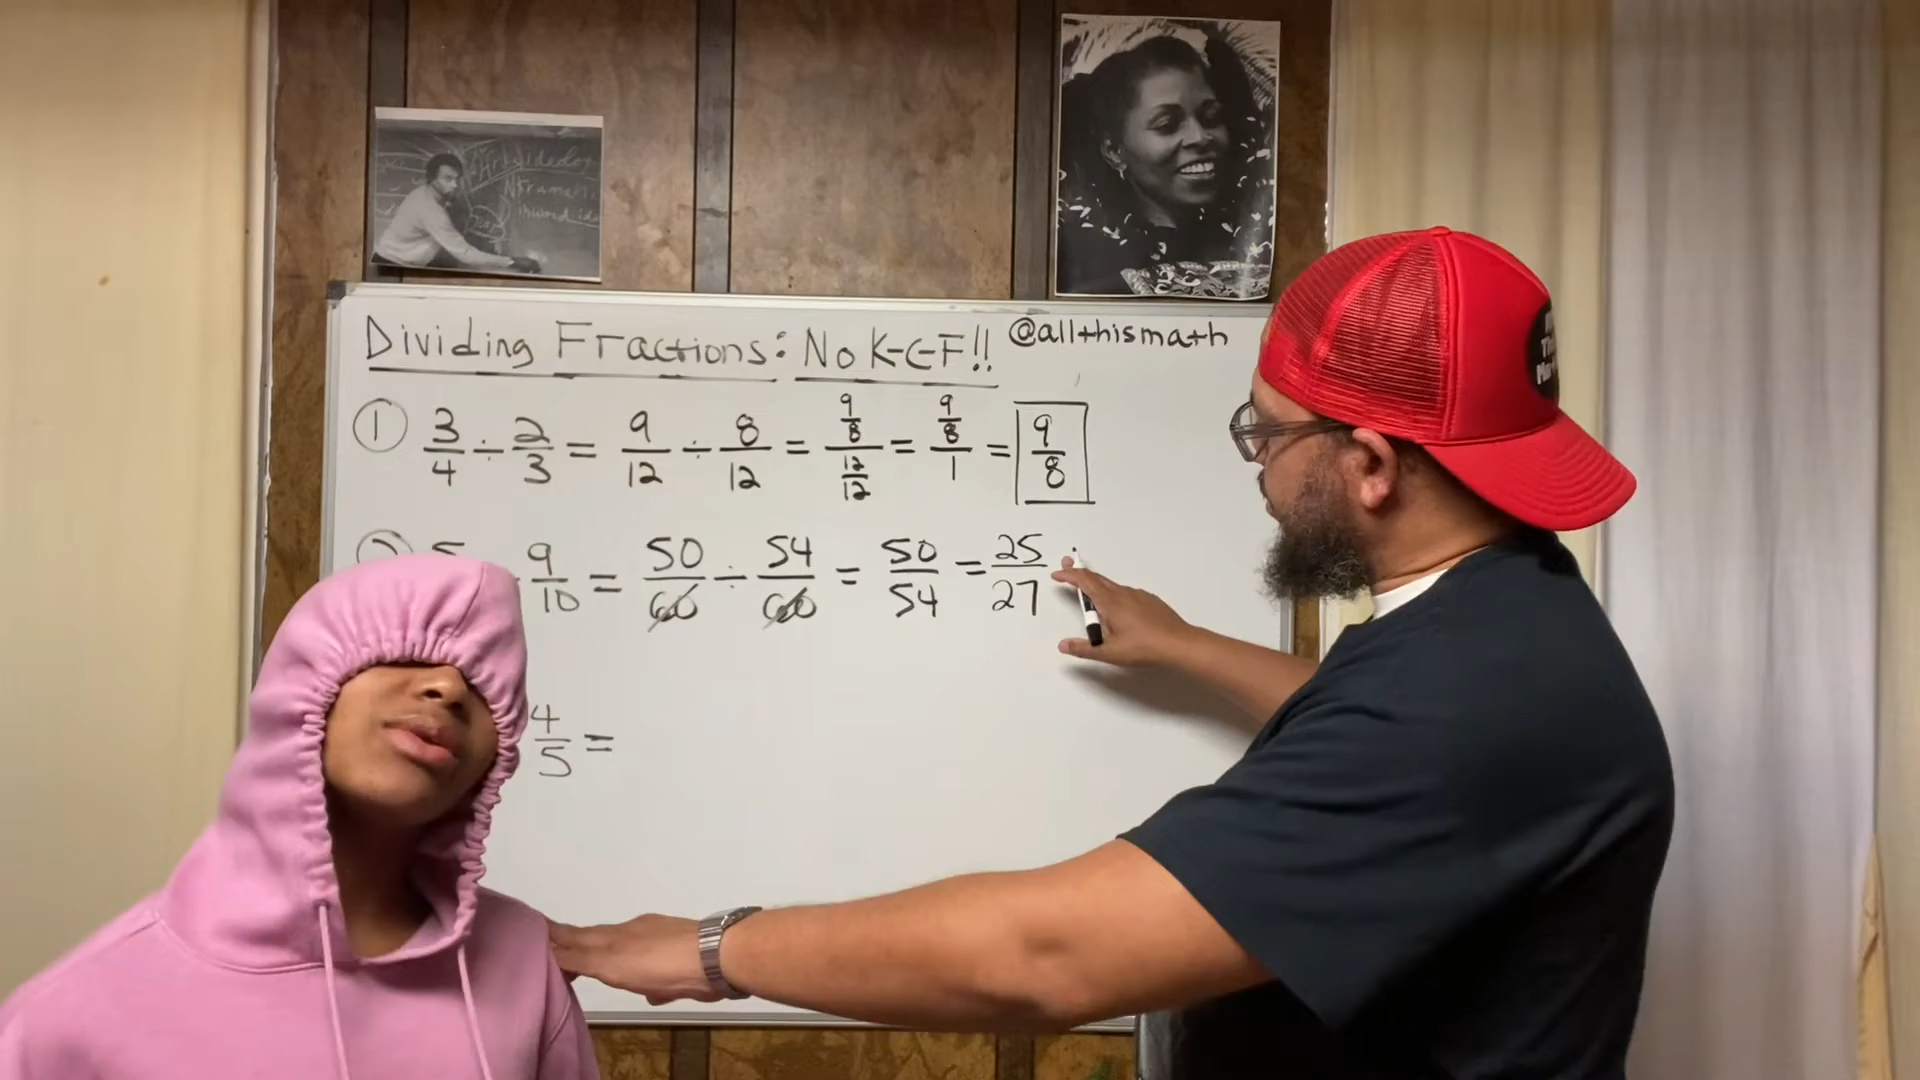 Dividing Fractions: No K-C-F!! @allthismath
① 3/4 ÷ 2/3 = 9/12 ÷ 8/12 = 9/8 / 12/12 = 9/8 / 1 = 9/8
9/10 = 50/60 ÷ 54/60 = 50/54 = 25/27
4/5 =